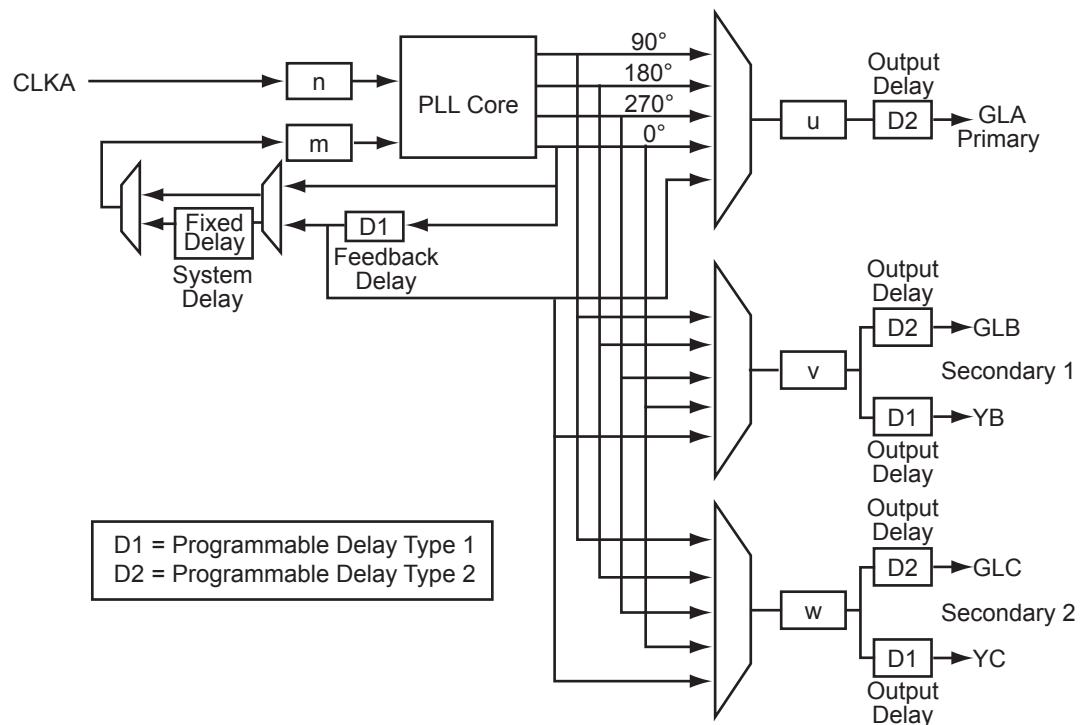 CLKA
n
m
PLL Core
90°
180°
270°
0°
u
Output
Delay
D2
GLA
Primary
Fixed
Delay
System
Delay
D1
Feedback
Delay
v
Output
Delay
D2
GLB
Secondary 1
D1
YB
Output
Delay
w
Output
Delay
D2
GLC
Secondary 2
D1
YC
Output
Delay
D1 = Programmable Delay Type 1
D2 = Programmable Delay Type 2